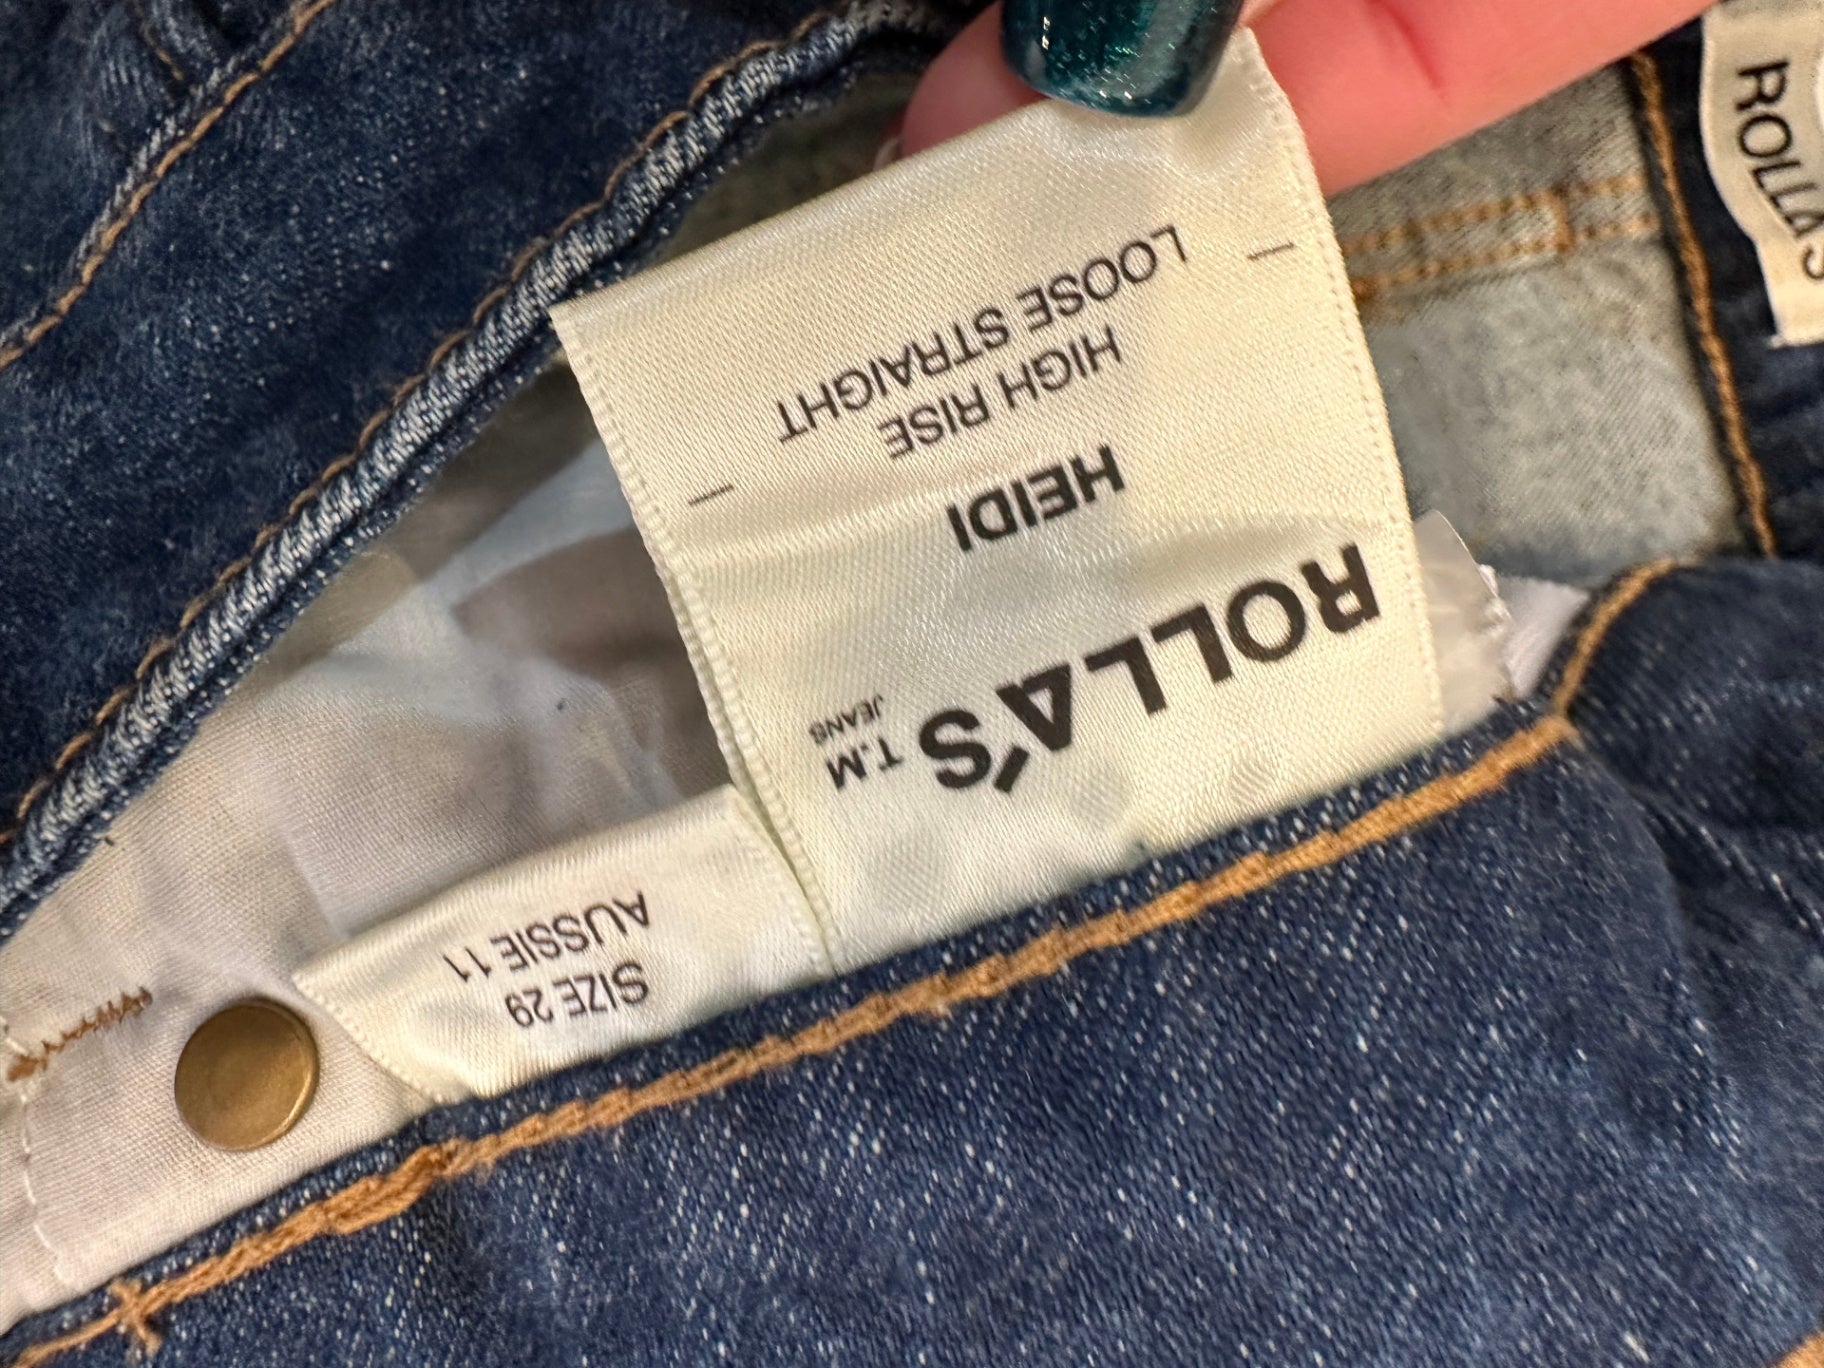 ROLLA'S T.M
JEANS
HEIDI
HIGH RISE
LOOSE STRAIGHT
SIZE 29
AUSSIE 11
ROLLA'S